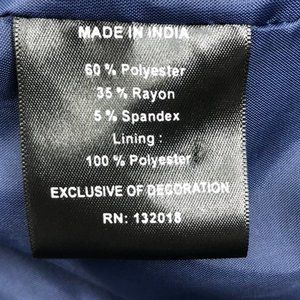 MADE IN INDIA
60 % Polyester
35 % Rayon
5 % Spandex
Lining :
100 % Polyester
EXCLUSIVE OF DECORATION
RN: 132018